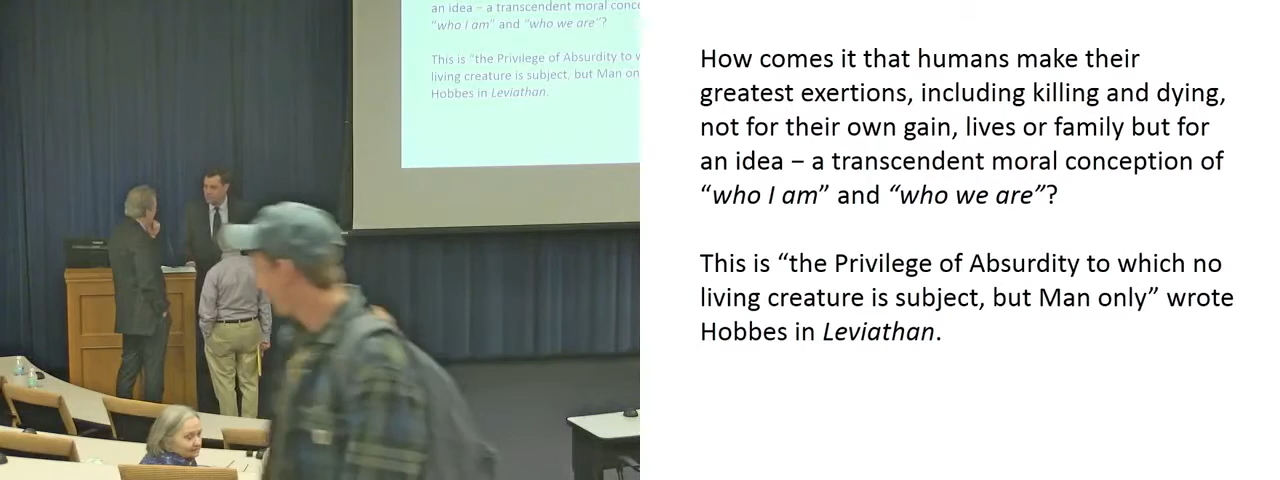 an idea – a transcendent moral conce
"who I am" and "who we are"?
This is "the Privilege of Absurdity to w
living creature is subject, but Man on
Hobbes in Leviathan.
How comes it that humans make their
greatest exertions, including killing and dying,
not for their own gain, lives or family but for
an idea – a transcendent moral conception of
“who I am” and “who we are”?
This is “the Privilege of Absurdity to which no
living creature is subject, but Man only” wrote
Hobbes in Leviathan.